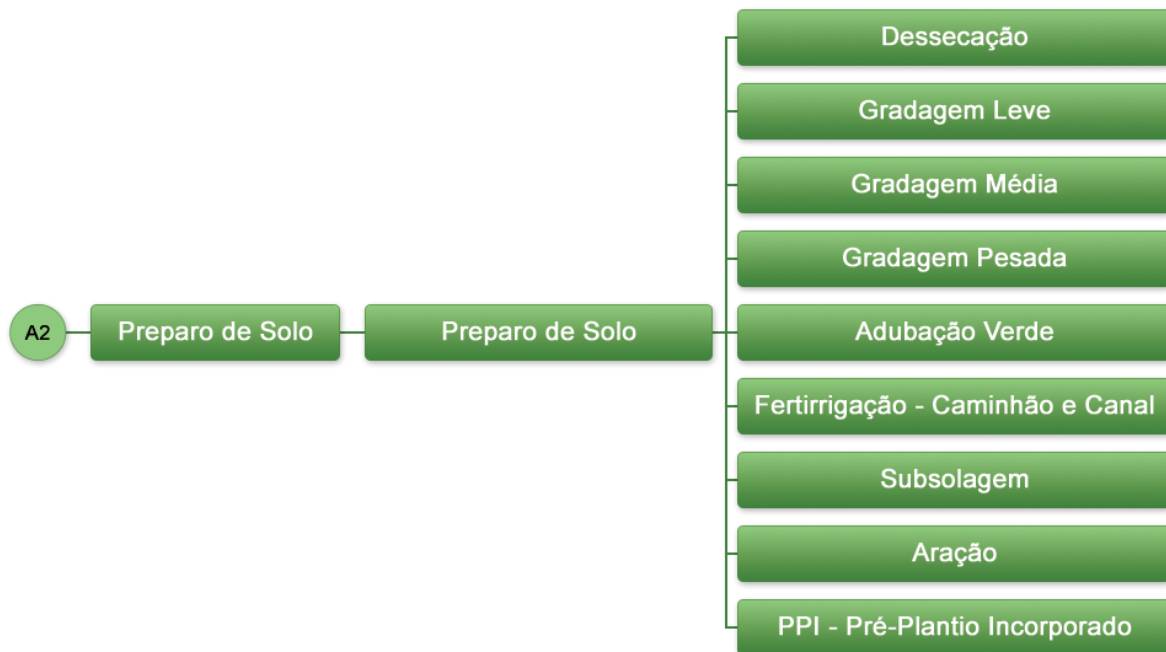 A2
Preparo de Solo
Preparo de Solo
Dessecação
Gradagem Leve
Gradagem Média
Gradagem Pesada
Adubação Verde
Fertirrigação - Caminhão e Canal
Subsolagem
Aração
PPI - Pré-Plantio Incorporado